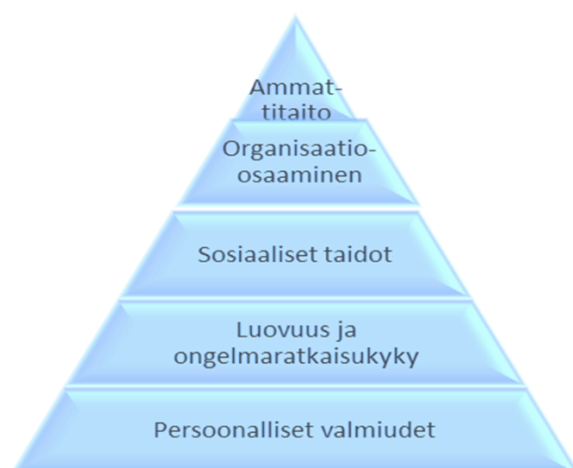 Ammat-
titaito
Organisaatio-
osaaminen
Sosiaaliset taidot
Luovuus ja
ongelmaratkaisukyky
Persoonalliset valmiudet